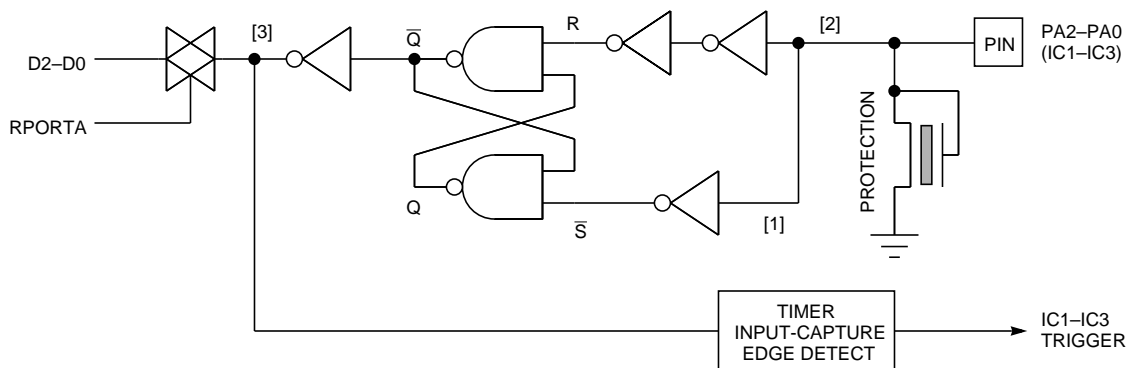 [3]
Q̅
R
[2]
PIN
PA2–PA0
(IC1–IC3)
D2–D0
RPORTA
PROTECTION
Q
S̅
[1]
TIMER
INPUT-CAPTURE
EDGE DETECT
IC1–IC3
TRIGGER